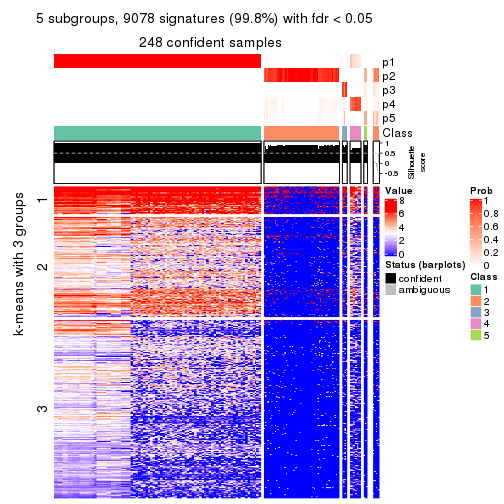 5 subgroups, 9078 signatures (99.8%) with fdr < 0.05
248 confident samples
p1
p2
p3
p4
p5
Class
1
0.5
0
-0.5
Silhouette
score
k-means with 3 groups
1
2
3
Value
8
6
4
2
0
Status (barplots)
confident
ambiguous
Prob
1
0.8
0.6
0.4
0.2
0
Class
1
2
3
4
5